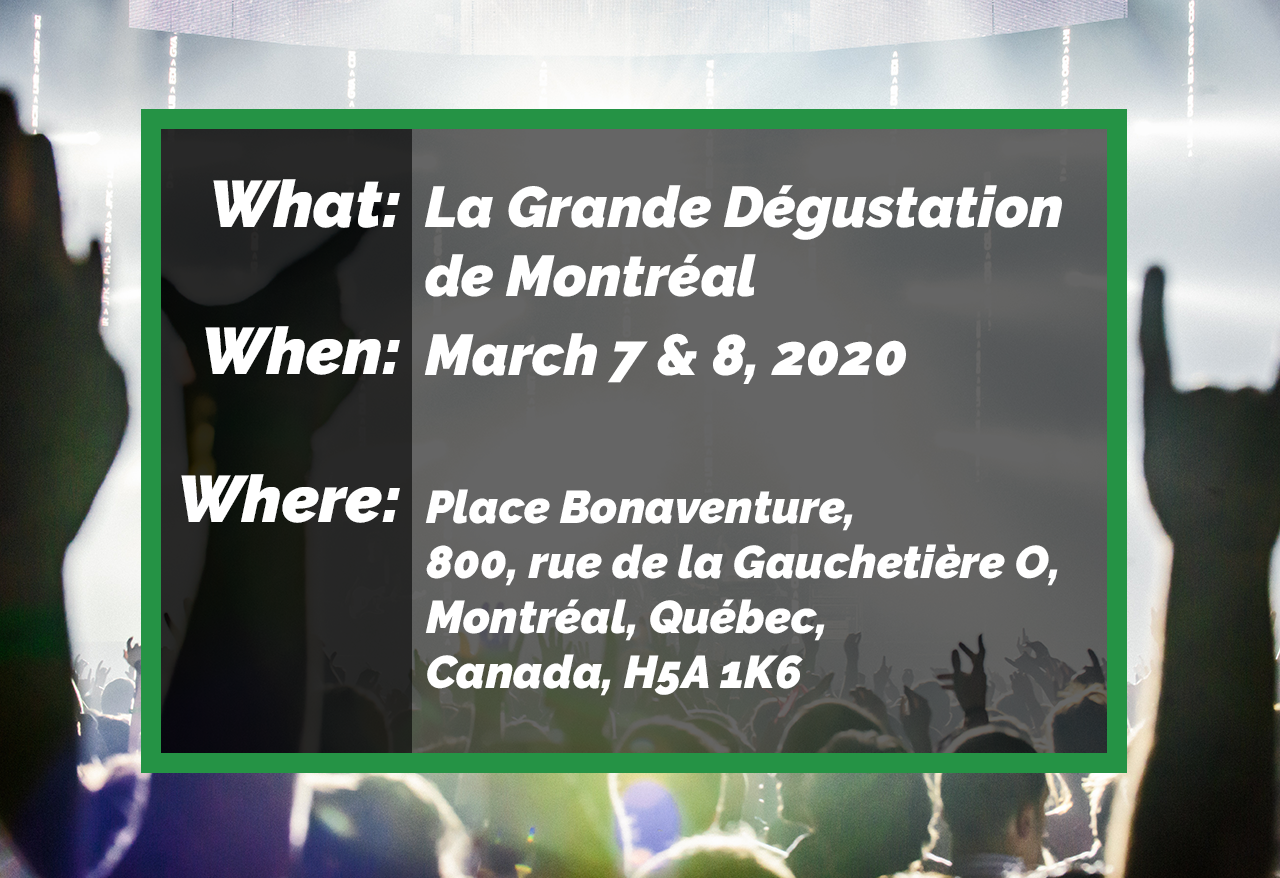 What: La Grande Dégustation
de Montréal
When: March 7 & 8, 2020
Where: Place Bonaventure,
800, rue de la Gauchetière O,
Montréal, Québec,
Canada, H5A 1K6